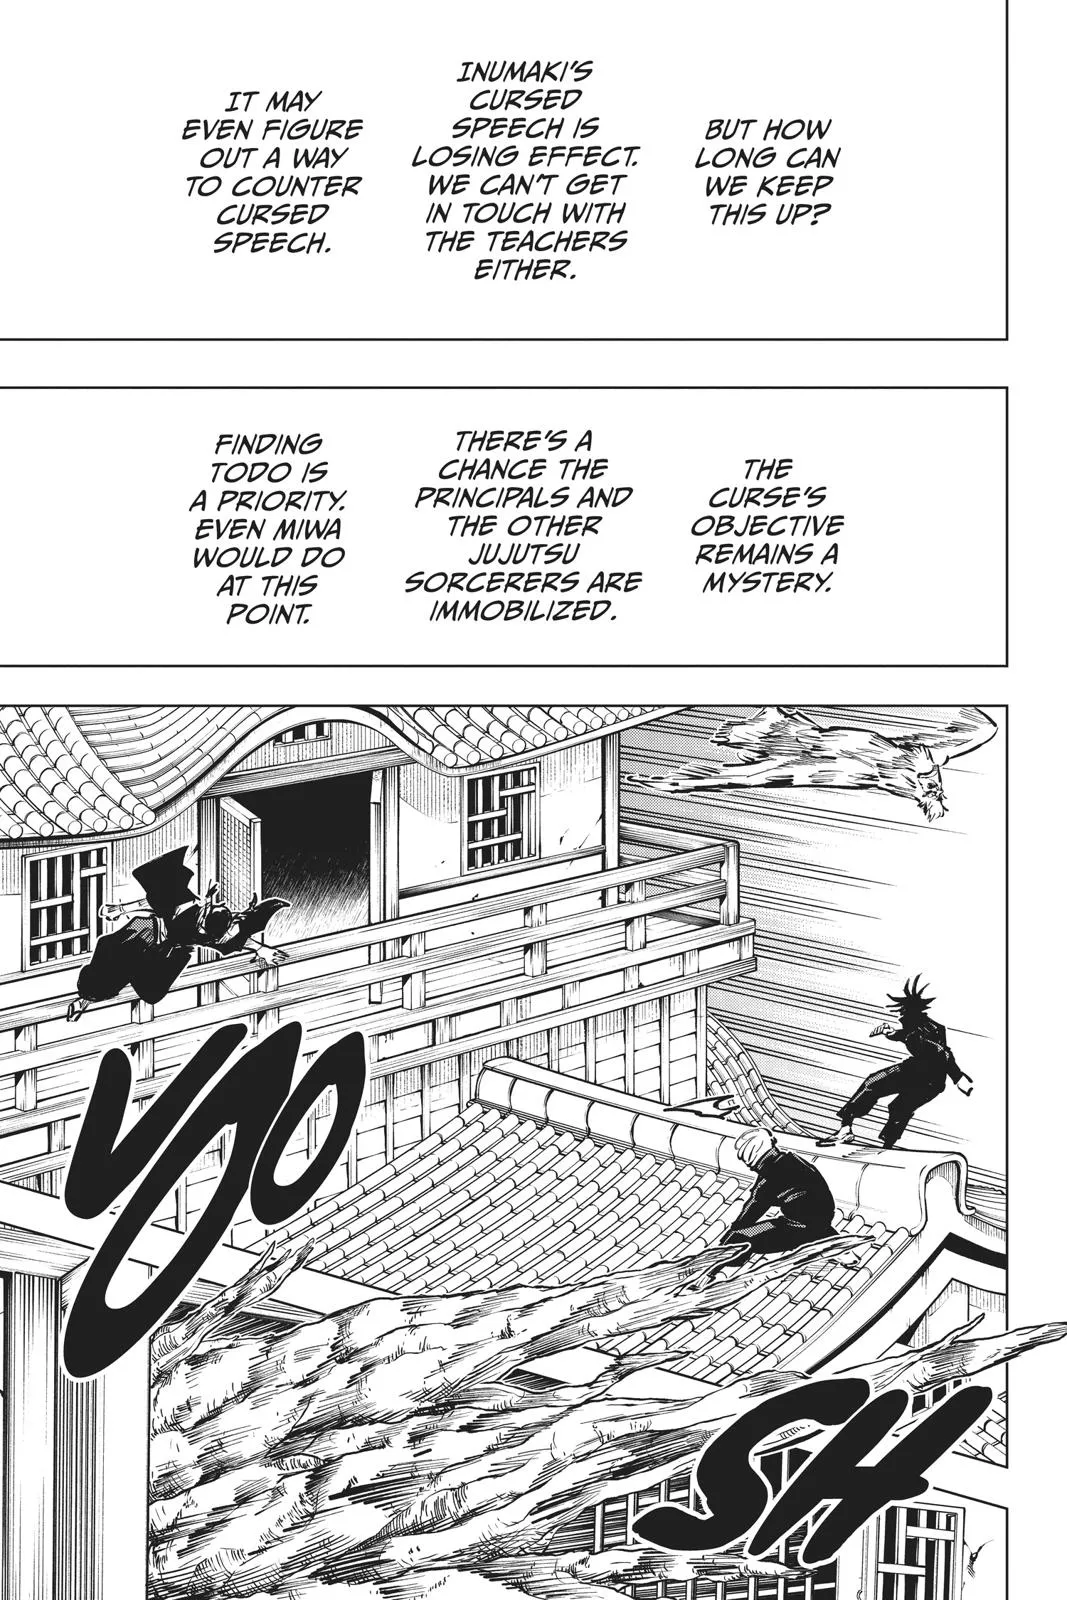 BUT HOW
LONG CAN
WE KEEP
THIS UP?
INUMAKI'S
CURSED
SPEECH IS
LOSING EFFECT.
WE CAN'T GET
IN TOUCH WITH
THE TEACHERS
EITHER.
IT MAY
EVEN FIGURE
OUT A WAY
TO COUNTER
CURSED
SPEECH.
THE
CURSE'S
OBJECTIVE
REMAINS A
MYSTERY.
THERE'S A
CHANCE THE
PRINCIPALS AND
THE OTHER
JUJUTSU
SORCERERS ARE
IMMOBILIZED.
FINDING
TODO IS
A PRIORITY.
EVEN MIWA
WOULD DO
AT THIS
POINT.
SH